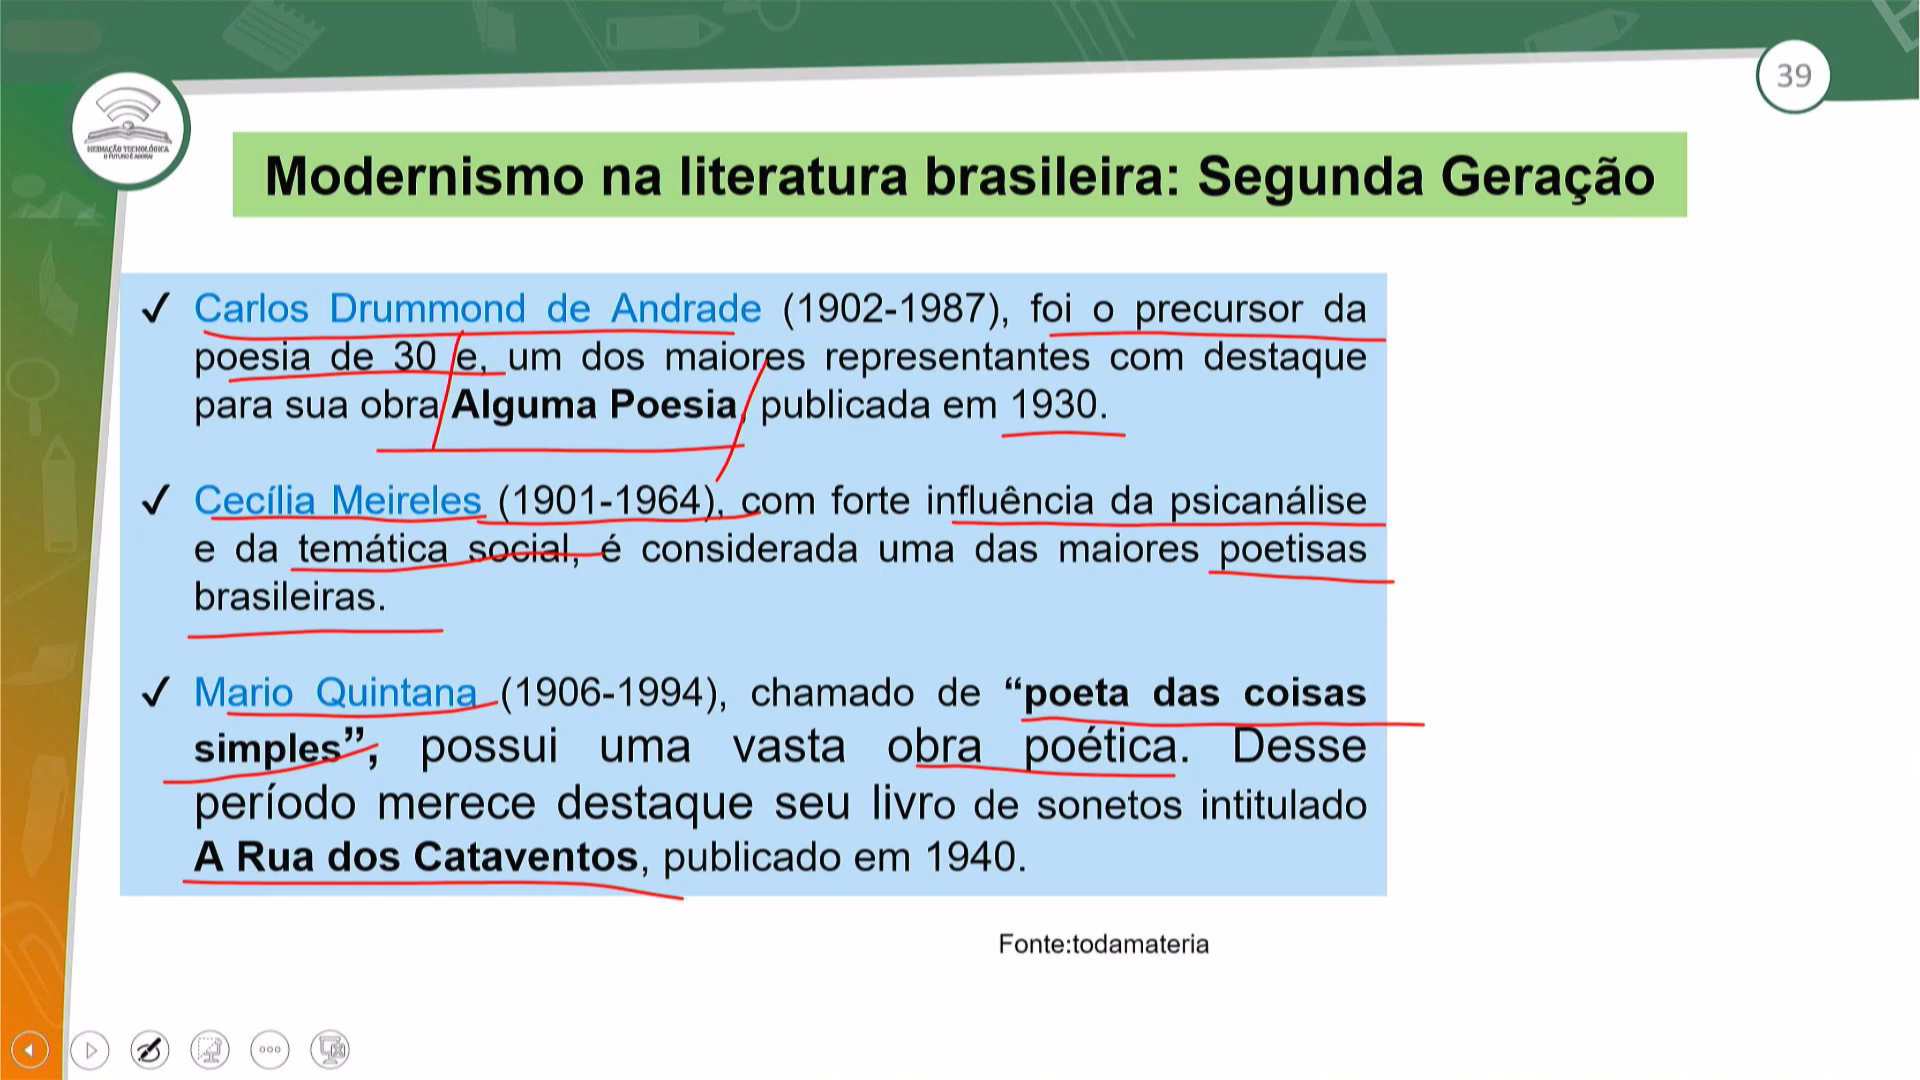 39
MEDIAÇÃO TECNOLÓGICA
O FUTURO É AGORA!
Modernismo na literatura brasileira: Segunda Geração
✓ Carlos Drummond de Andrade (1902-1987), foi o precursor da
poesia de 30 e, um dos maiores representantes com destaque
para sua obra Alguma Poesia, publicada em 1930.
✓ Cecília Meireles (1901-1964), com forte influência da psicanálise
e da temática social, é considerada uma das maiores poetisas
brasileiras.
✓ Mario Quintana (1906-1994), chamado de “poeta das coisas
simples”, possui uma vasta obra poética. Desse
período merece destaque seu livro de sonetos intitulado
A Rua dos Cataventos, publicado em 1940.
Fonte:todamateria